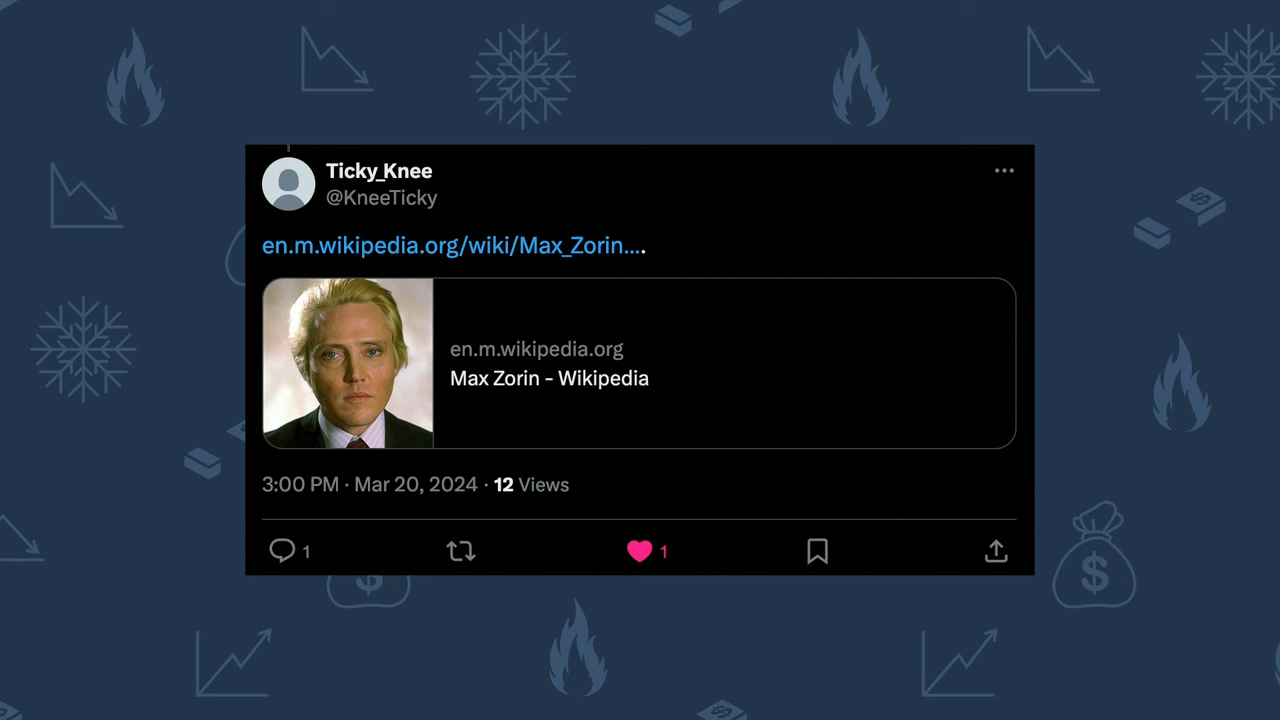 Ticky_Knee
@KneeTicky
en.m.wikipedia.org/wiki/Max_Zorin....
en.m.wikipedia.org
Max Zorin - Wikipedia
3:00 PM · Mar 20, 2024 · 12 Views
1
1
$
$
$
$